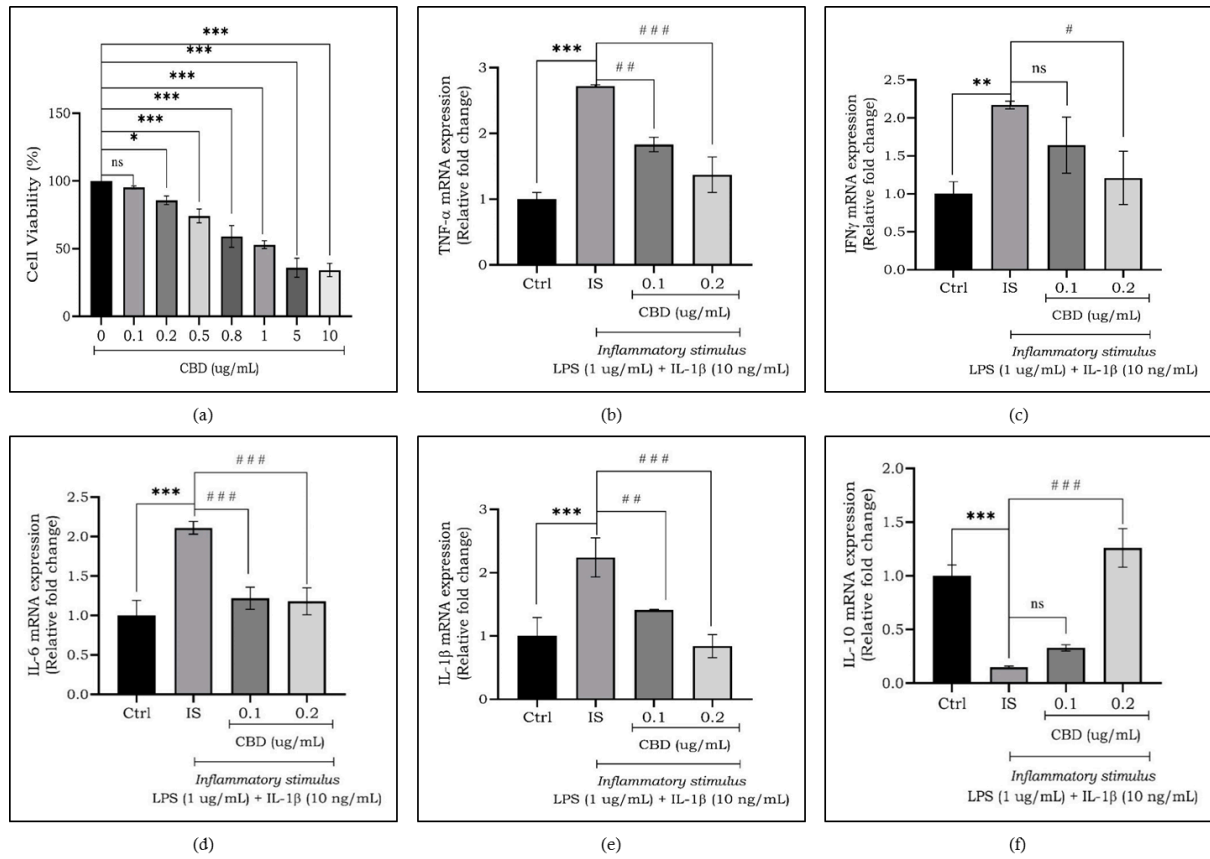 ***
***
***
***
***
*
ns
Cell Viability (%)
150
100
50
0
0 0.1 0.2 0.5 0.8 1 5 10
CBD (ug/mL)
(a)
# # #
***
# #
TNF-α mRNA expression
(Relative fold change)
3
2
1
0
Ctrl IS 0.1 0.2
CBD (ug/mL)
Inflammatory stimulus
LPS (1 ug/mL) + IL-1β (10 ng/mL)
(b)
#
ns
**
IFNγ mRNA expression
(Relative fold change)
2.5
2.0
1.5
1.0
0.5
0.0
Ctrl IS 0.1 0.2
CBD (ug/mL)
Inflammatory stimulus
LPS (1 ug/mL) + IL-1β (10 ng/mL)
(c)
# # #
***
# # #
IL-6 mRNA expression
(Relative fold change)
2.5
2.0
1.5
1.0
0.5
0.0
Ctrl IS 0.1 0.2
CBD (ug/mL)
Inflammatory stimulus
LPS (1 ug/mL) + IL-1β (10 ng/mL)
(d)
# # #
***
# #
IL-1β mRNA expression
(Relative fold change)
3
2
1
0
Ctrl IS 0.1 0.2
CBD (ug/mL)
Inflammatory stimulus
LPS (1 ug/mL) + IL-1β (10 ng/mL)
(e)
# # #
***
ns
IL-10 mRNA expression
(Relative fold change)
1.0
1.5
1.0
0.5
0.0
Ctrl IS 0.1 0.2
CBD (ug/mL)
Inflammatory stimulus
LPS (1 ug/mL) + IL-1β (10 ng/mL)
(f)